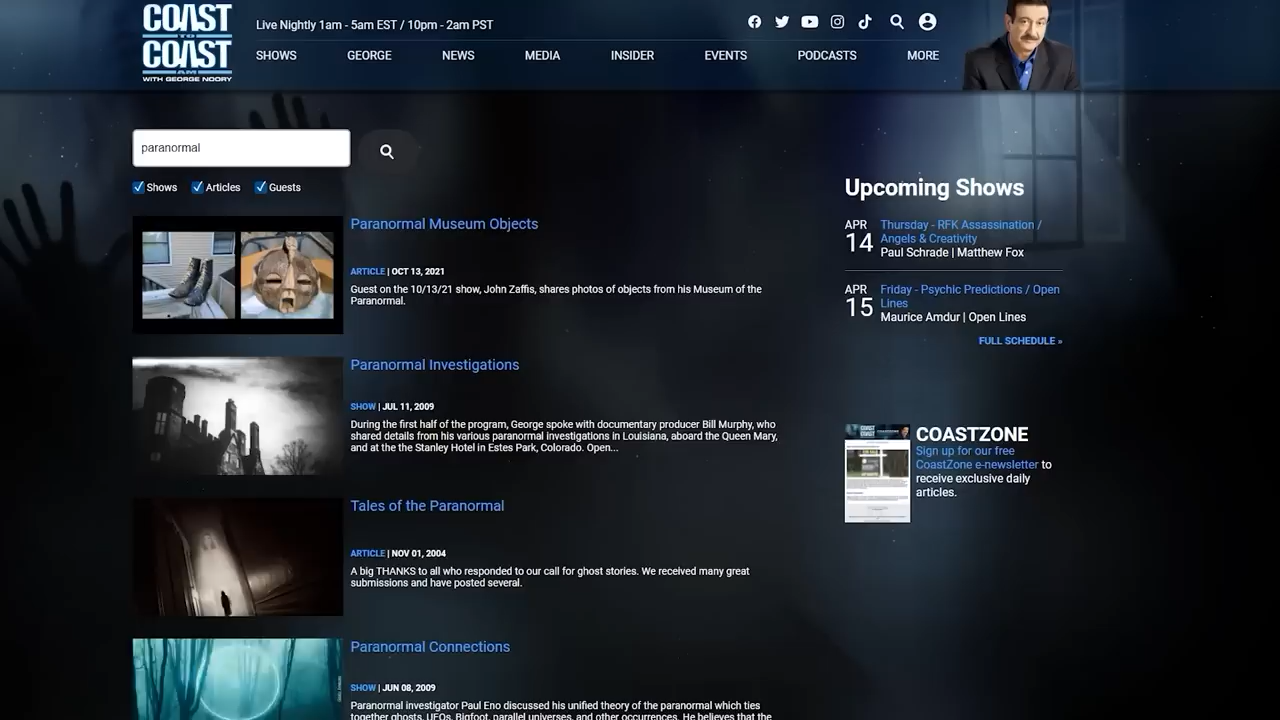 COAST
TO
COAST
AM
WITH GEORGE NOORY
Live Nightly 1am - 5am EST / 10pm - 2am PST
SHOWS GEORGE NEWS MEDIA INSIDER EVENTS PODCASTS MORE
paranormal
Shows Articles Guests
Paranormal Museum Objects
ARTICLE | OCT 13, 2021
Guest on the 10/13/21 show, John Zaffis, shares photos of objects from his Museum of the
Paranormal.
Paranormal Investigations
SHOW | JUL 11, 2009
During the first half of the program, George spoke with documentary producer Bill Murphy, who
shared details from his various paranormal investigations in Louisiana, aboard the Queen Mary,
and at the the Stanley Hotel in Estes Park, Colorado. Open...
Tales of the Paranormal
ARTICLE | NOV 01, 2004
A big THANKS to all who responded to our call for ghost stories. We received many great
submissions and have posted several.
Paranormal Connections
SHOW | JUN 08, 2009
Paranormal investigator Paul Eno discussed his unified theory of the paranormal which ties
together ghosts, UFOs, Bigfoot, parallel universes, and other occurrences. He believes that the
Upcoming Shows
APR
14
Thursday - RFK Assassination /
Angels & Creativity
Paul Schrade | Matthew Fox
APR
15
Friday - Psychic Predictions / Open
Lines
Maurice Amdur | Open Lines
FULL SCHEDULE »
COASTZONE
Sign up for our free
CoastZone e-newsletter to
receive exclusive daily
articles.